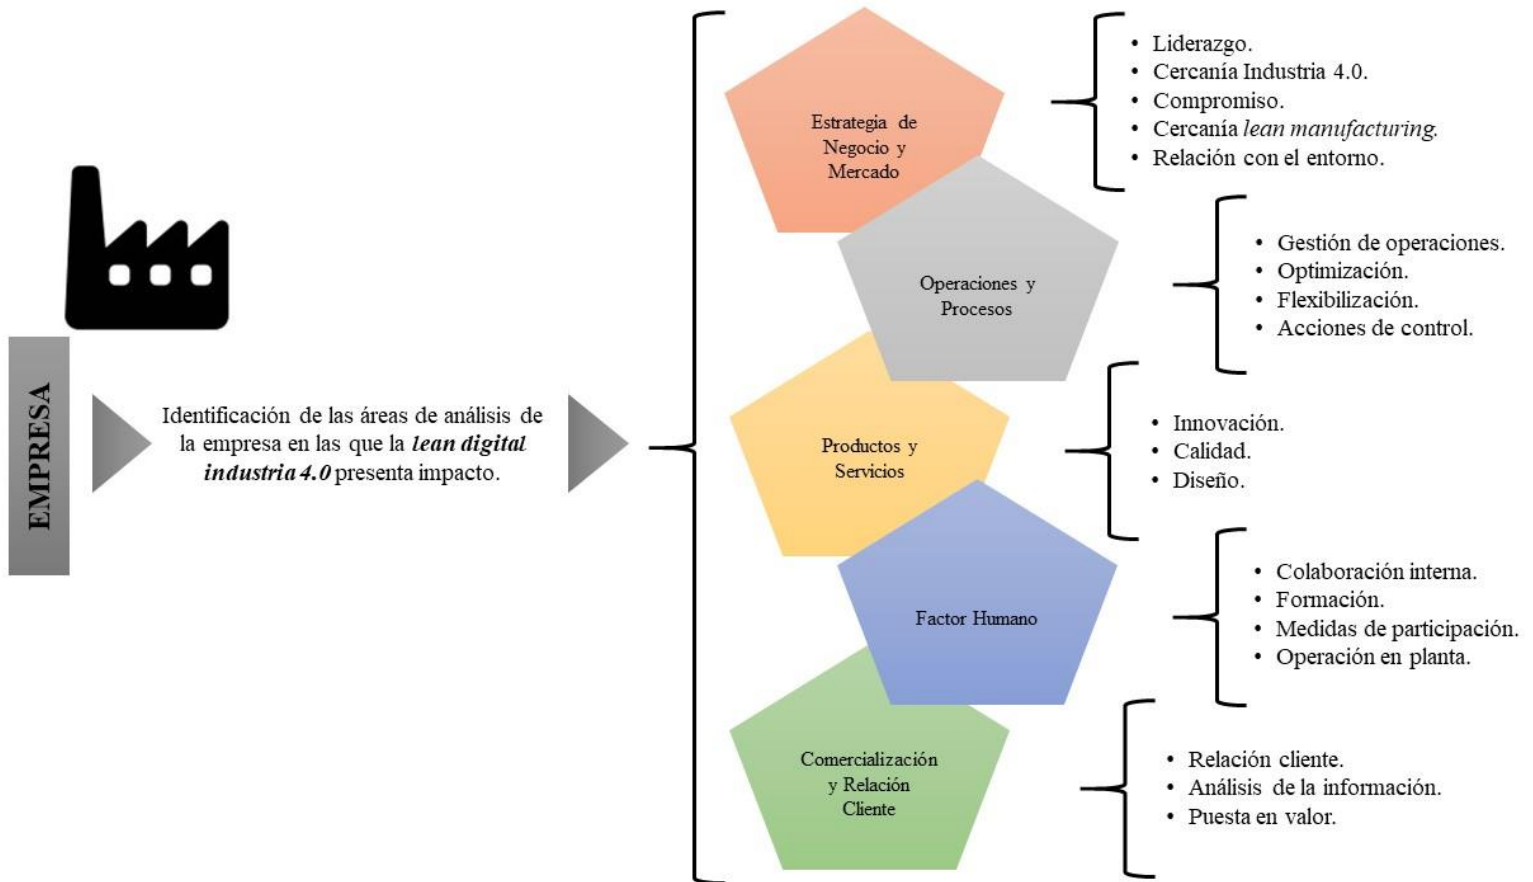 EMPRESA
Identificación de las áreas de análisis de
la empresa en las que la lean digital
industria 4.0 presenta impacto.
Estrategia de
Negocio y
Mercado
• Liderazgo.
• Cercanía Industria 4.0.
• Compromiso.
• Cercanía lean manufacturing.
• Relación con el entorno.
Operaciones y
Procesos
• Gestión de operaciones.
• Optimización.
• Flexibilización.
• Acciones de control.
Productos y
Servicios
• Innovación.
• Calidad.
• Diseño.
Factor Humano
• Colaboración interna.
• Formación.
• Medidas de participación.
• Operación en planta.
Comercialización
y Relación
Cliente
• Relación cliente.
• Análisis de la información.
• Puesta en valor.